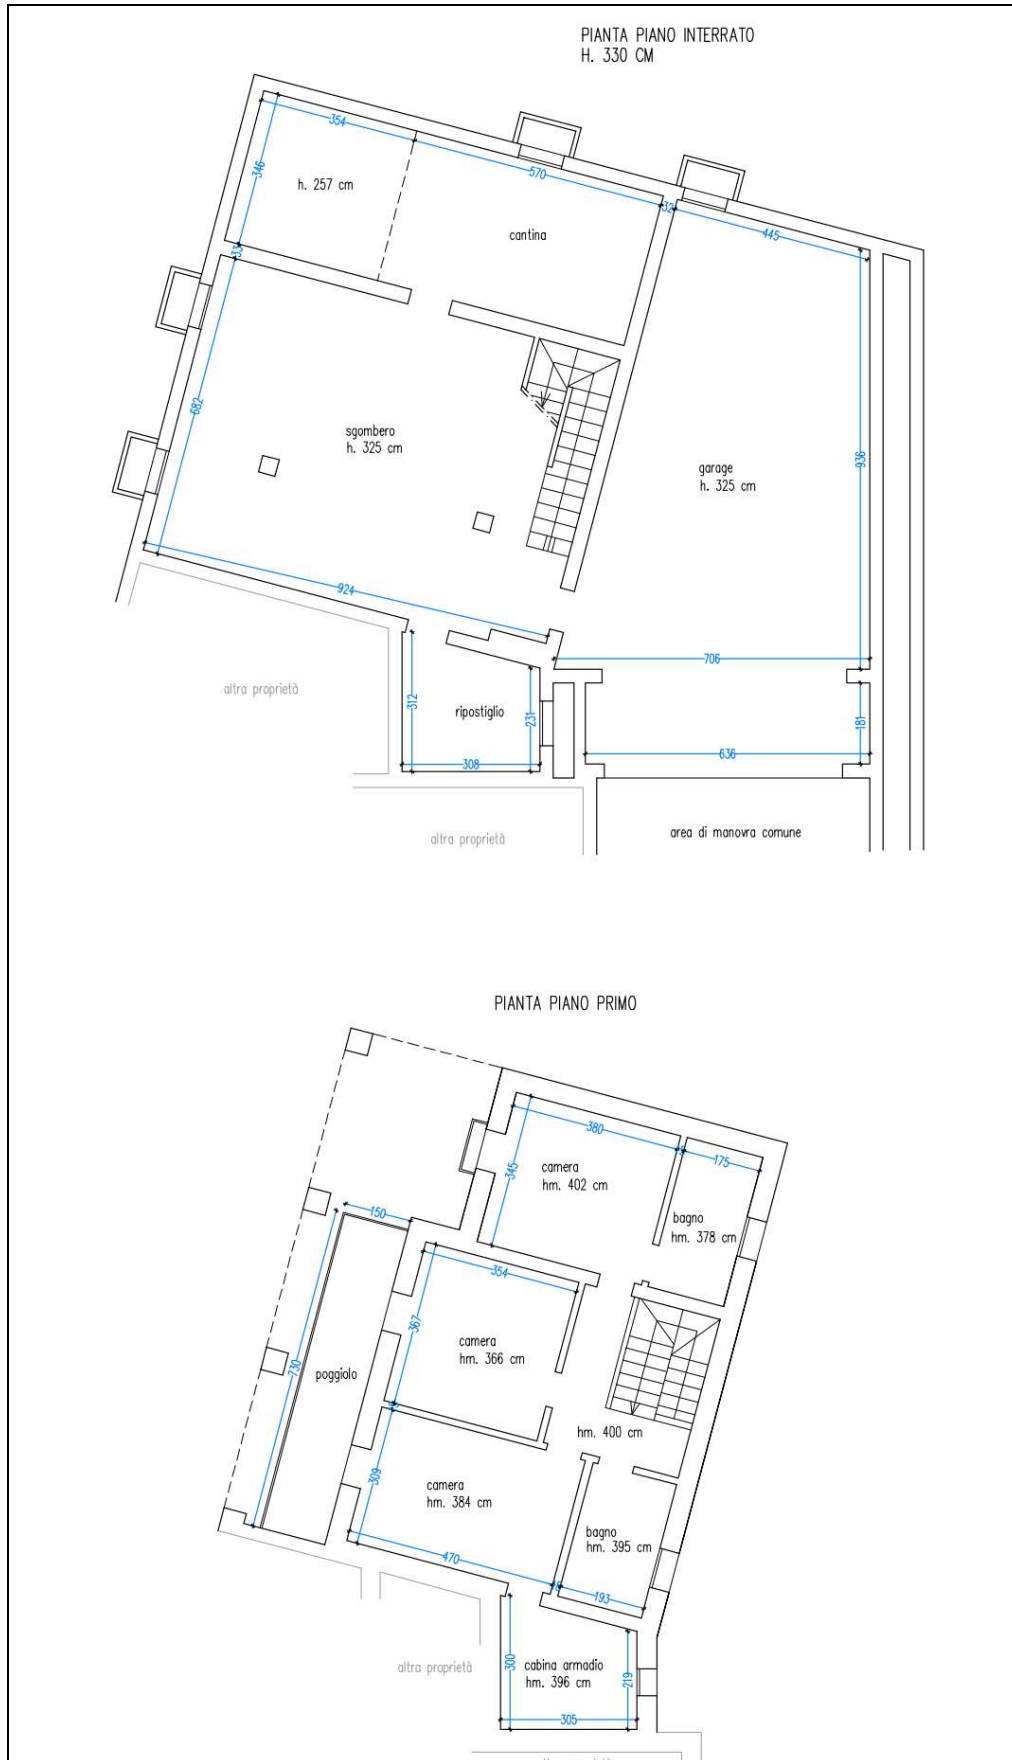 PIANTA PIANO INTERRATO
H. 330 CM
354
346
h. 257 cm
570
cantina
32
445
33
682
sgombero
h. 325 cm
garage
h. 325 cm
936
924
706
altra proprietà
312
ripostiglio
231
181
308
636
altra proprietà
area di manovra comune
PIANTA PIANO PRIMO
380
175
345
camera
hm. 402 cm
bagno
hm. 378 cm
150
354
367
camera
hm. 366 cm
730
poggiolo
hm. 400 cm
309
camera
hm. 384 cm
bagno
hm. 395 cm
470
193
altra proprietà
300
cabina armadio
hm. 396 cm
219
305